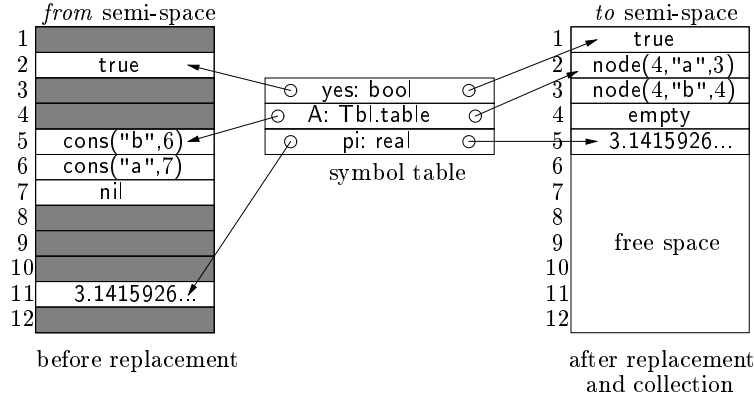 from semi-space
1
2 true
3
4
5 cons("b",6)
6 cons("a",7)
7 nil
8
9
10
11 3.1415926...
12
before replacement
yes: bool
A: Tbl.table
pi: real
symbol table
to semi-space
1 true
2 node(4,"a",3)
3 node(4,"b",4)
4 empty
5 3.1415926...
6
7
8
9 free space
10
11
12
after replacement
and collection